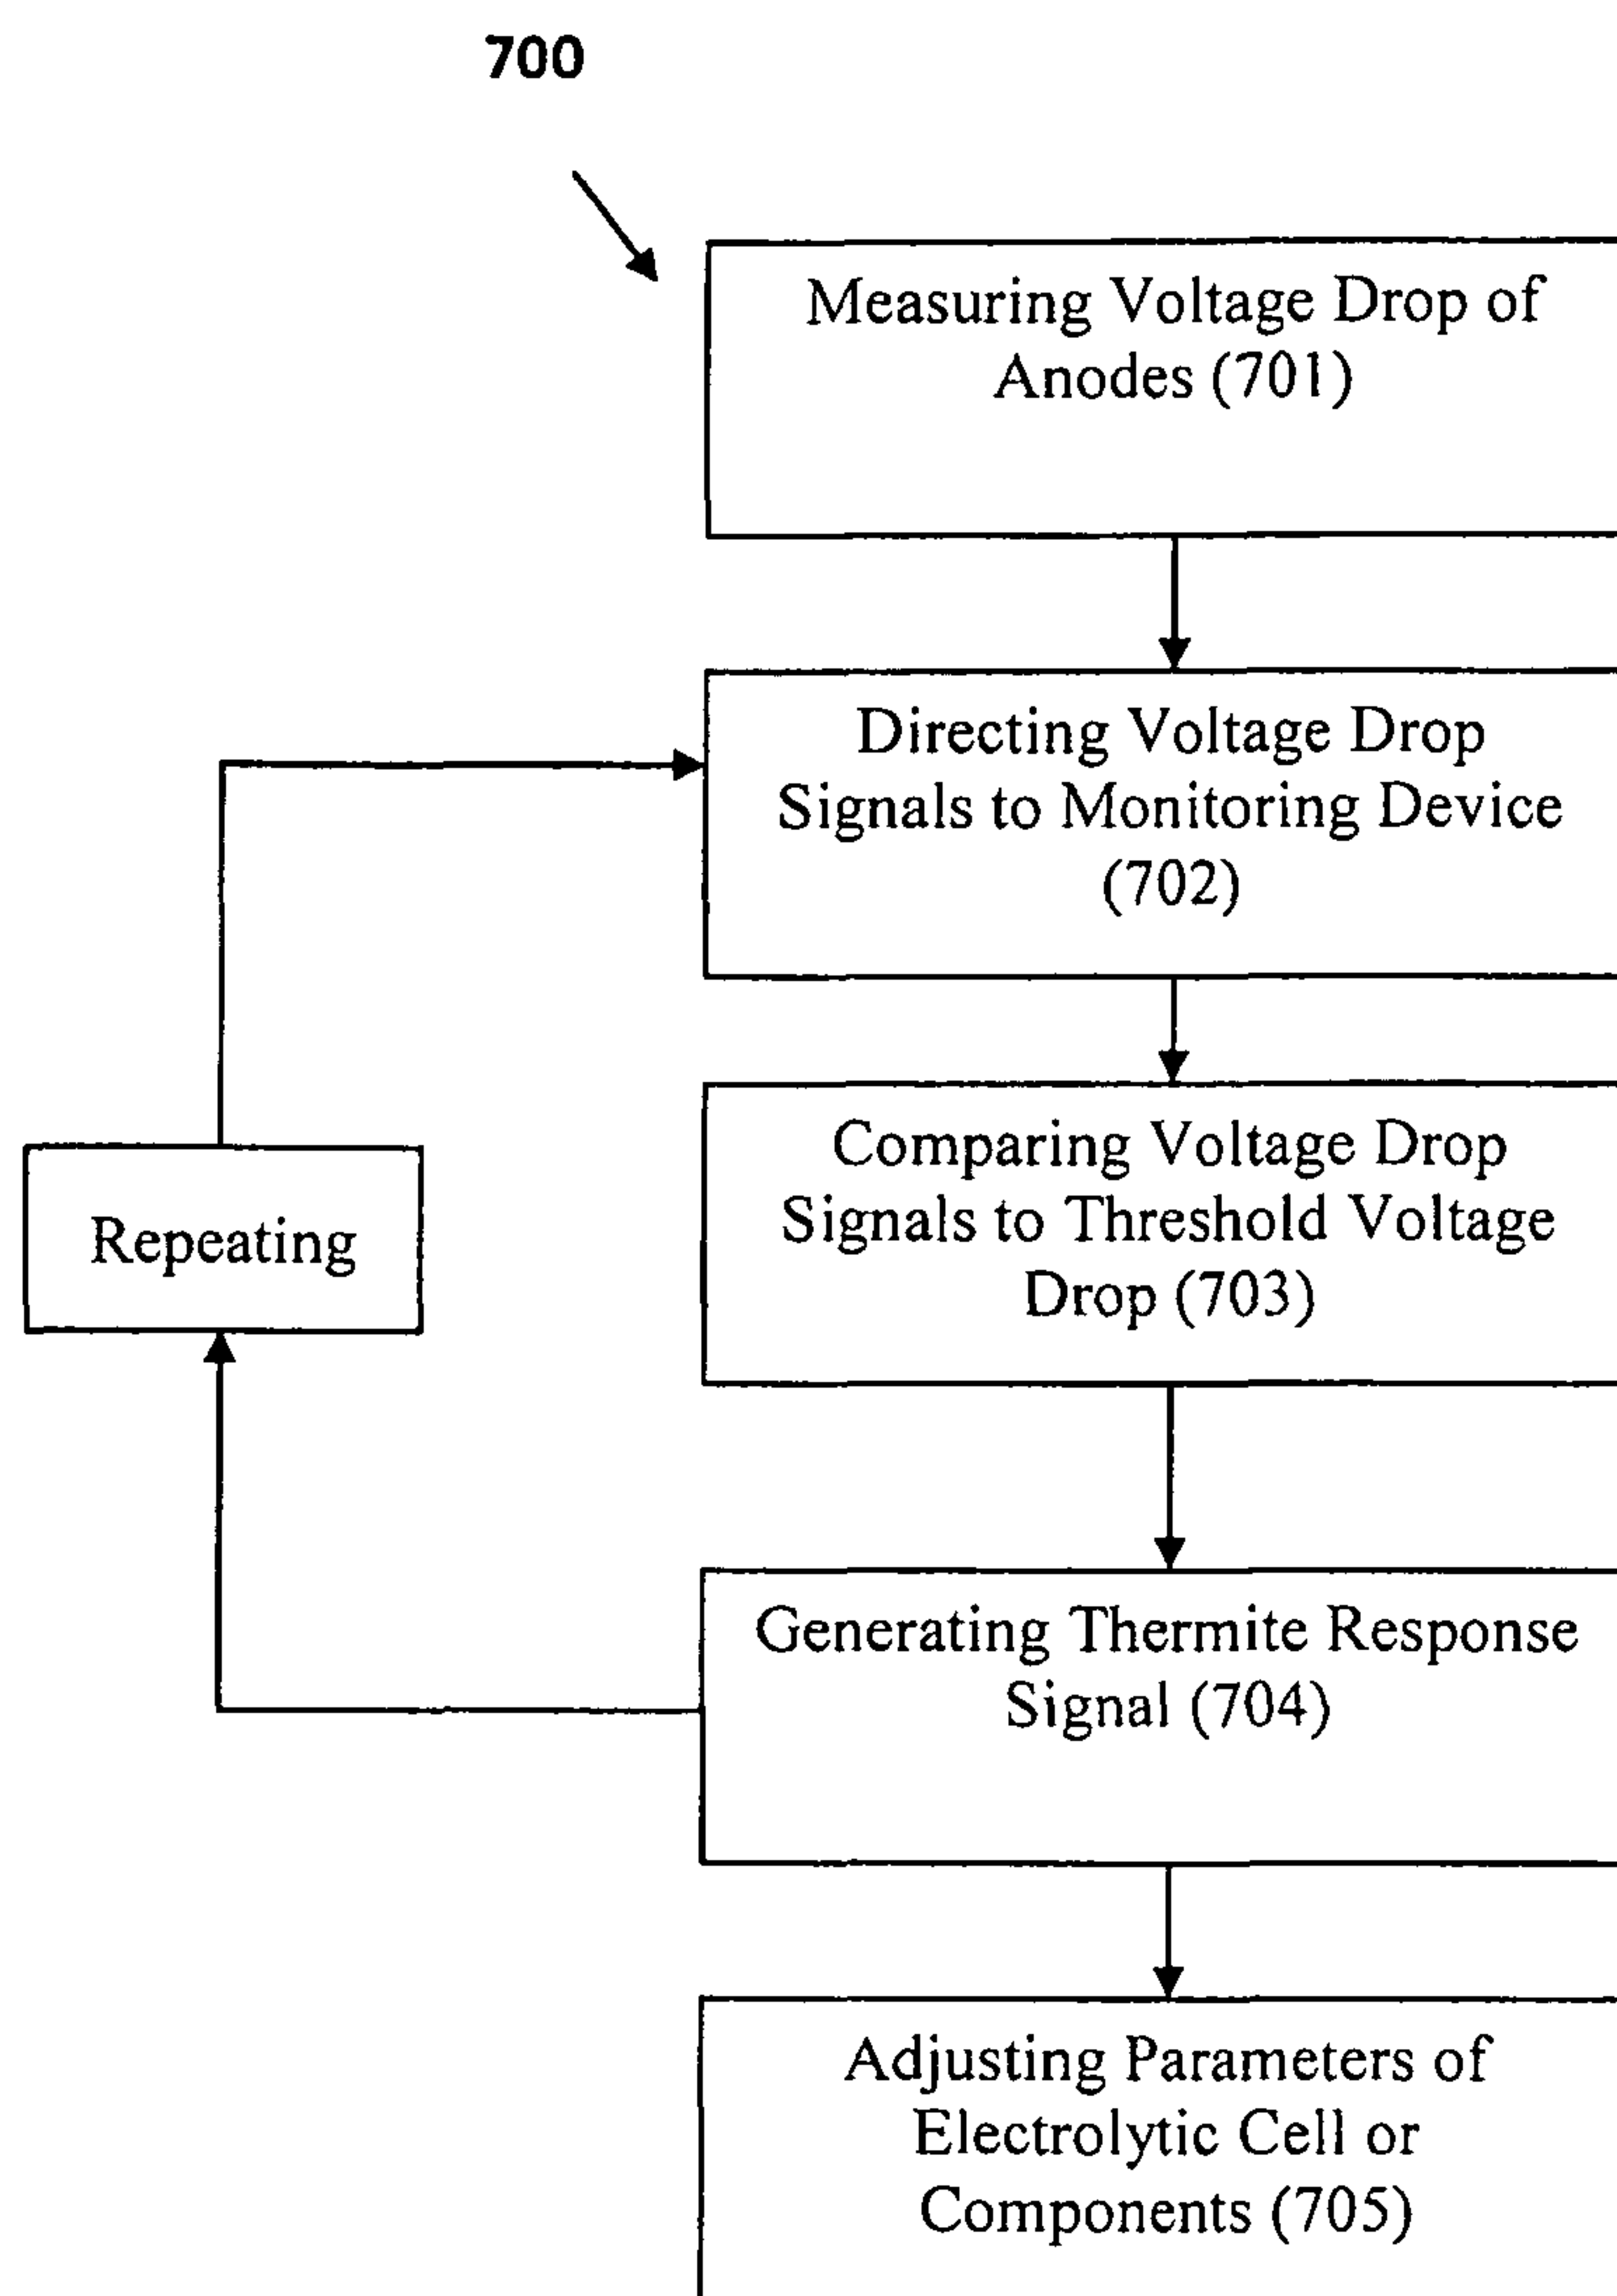 700
Measuring Voltage Drop of
Anodes (701)
Directing Voltage Drop
Signals to Monitoring Device
(702)
Comparing Voltage Drop
Signals to Threshold Voltage
Drop (703)
Repeating
Generating Thermite Response
Signal (704)
Adjusting Parameters of
Electrolytic Cell or
Components (705)